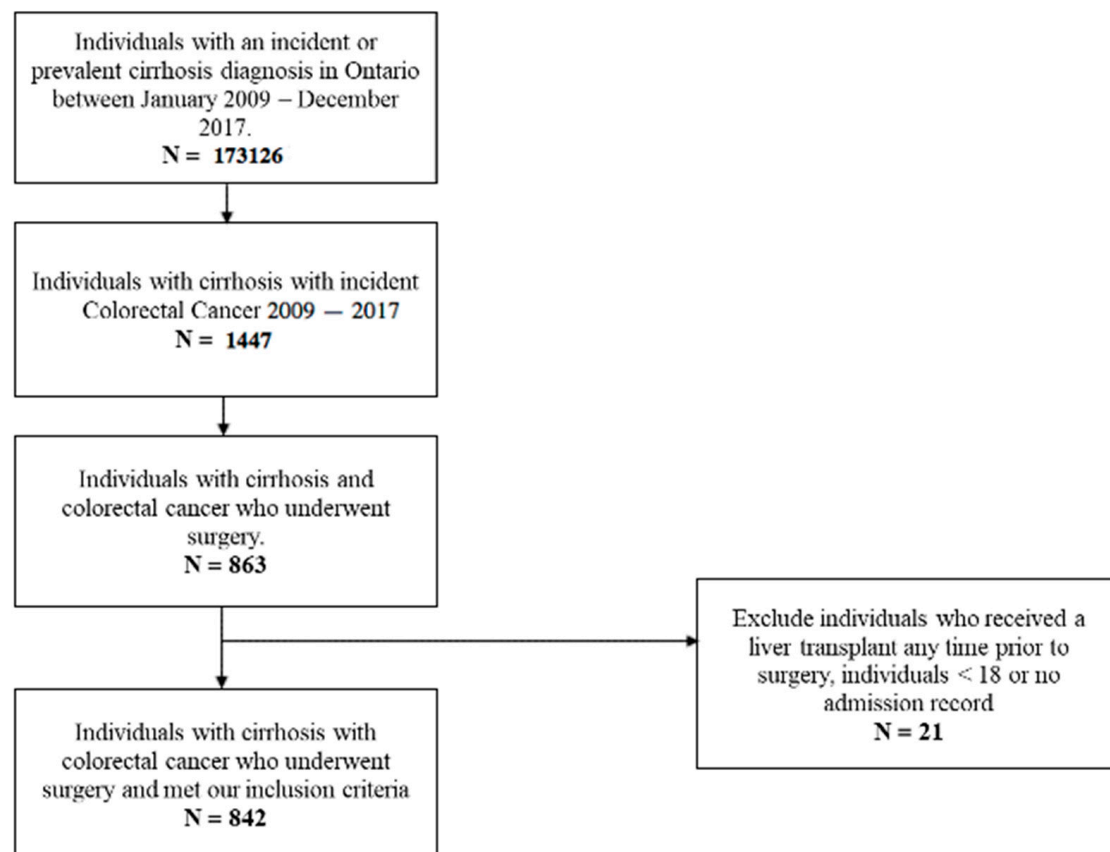 Individuals with an incident or
prevalent cirrhosis diagnosis in Ontario
between January 2009 – December
2017.
N = 173126
Individuals with cirrhosis with incident
Colorectal Cancer 2009 – 2017
N = 1447
Individuals with cirrhosis and
colorectal cancer who underwent
surgery.
N = 863
Exclude individuals who received a
liver transplant any time prior to
surgery, individuals < 18 or no
admission record
N = 21
Individuals with cirrhosis with
colorectal cancer who underwent
surgery and met our inclusion criteria
N = 842